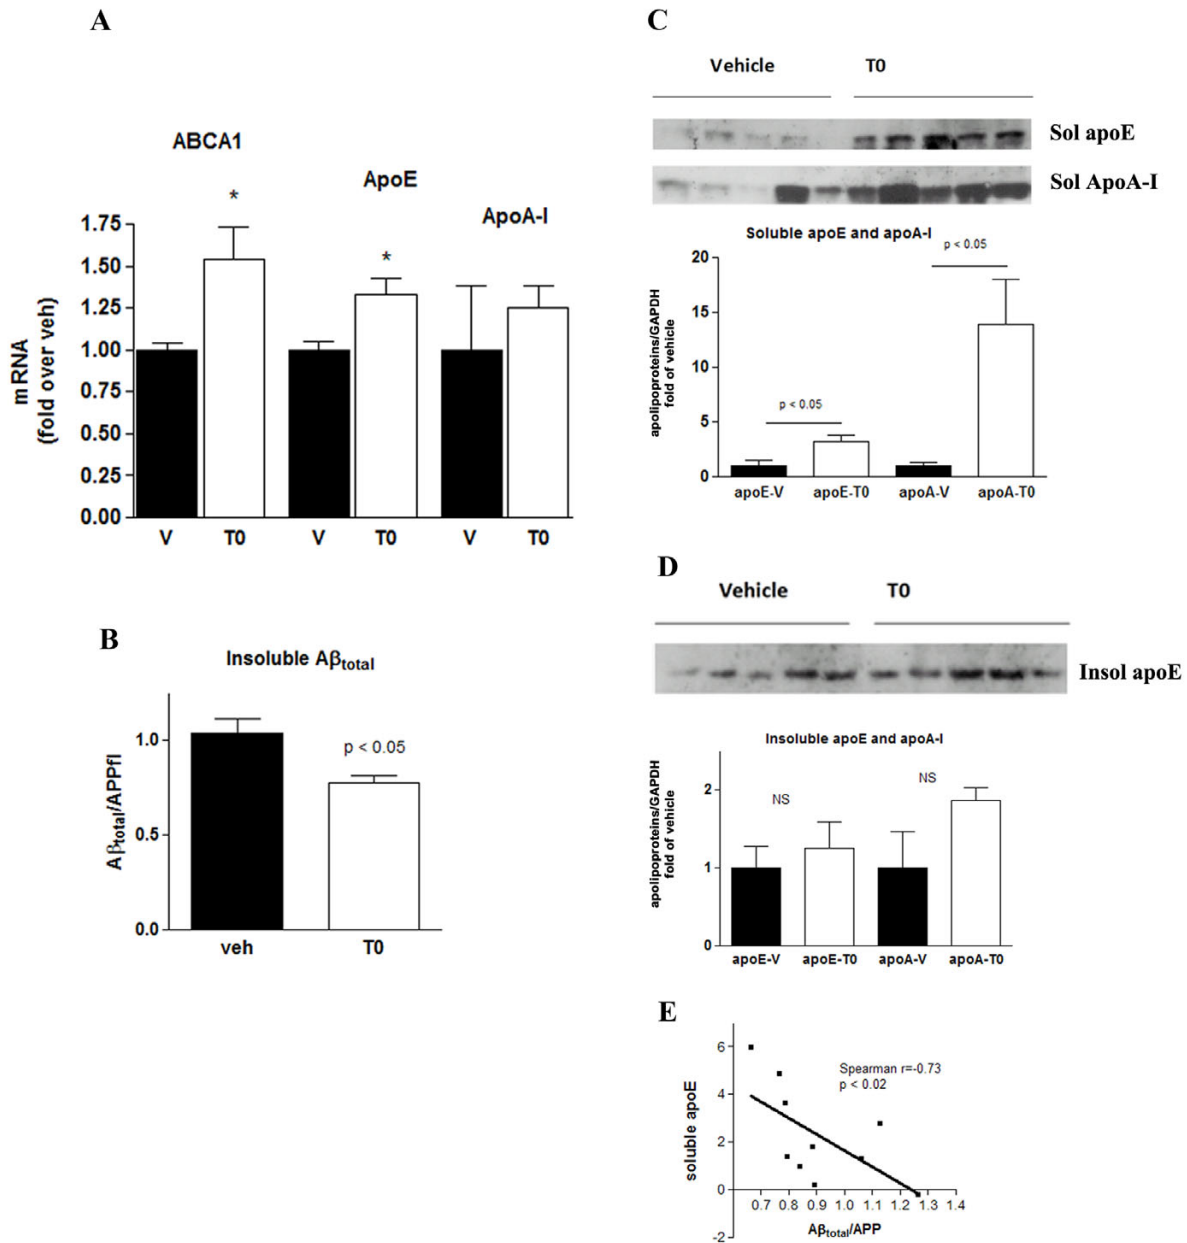 A
ABCA1
ApoE
ApoA-I
*
*
mRNA
(fold over veh)
1.75
1.50
1.25
1.00
0.75
0.50
0.25
0.00
V T0 V T0 V T0
B
Insoluble Aβtotal
Aβtotal/APPfl
p < 0.05
1.0
0.5
0.0
veh T0
C
Vehicle T0
Sol apoE
Sol ApoA-I
Soluble apoE and apoA-I
p < 0.05
p < 0.05
apolipoproteins/GAPDH
fold of vehicle
20
15
10
5
0
apoE-V apoE-T0 apoA-V apoA-T0
D
Vehicle T0
Insol apoE
Insoluble apoE and apoA-I
NS
NS
apolipoproteins/GAPDH
fold of vehicle
2
1
0
apoE-V apoE-T0 apoA-V apoA-T0
E
Spearman r=-0.73
p < 0.02
soluble apoE
6
4
2
0
-2
0.7 0.8 0.9 1.0 1.1 1.2 1.3 1.4
Aβtotal/APP